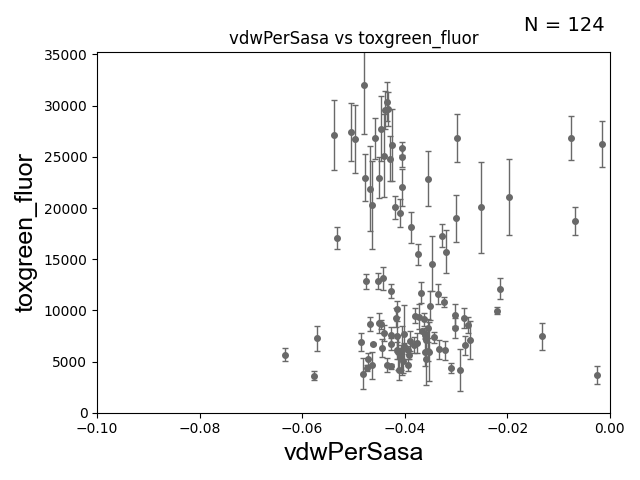 N = 124
vdwPerSasa vs toxgreen_fluor
35000
30000
25000
20000
15000
10000
5000
0
toxgreen_fluor
−0.10 −0.08 −0.06 −0.04 −0.02 0.00
vdwPerSasa